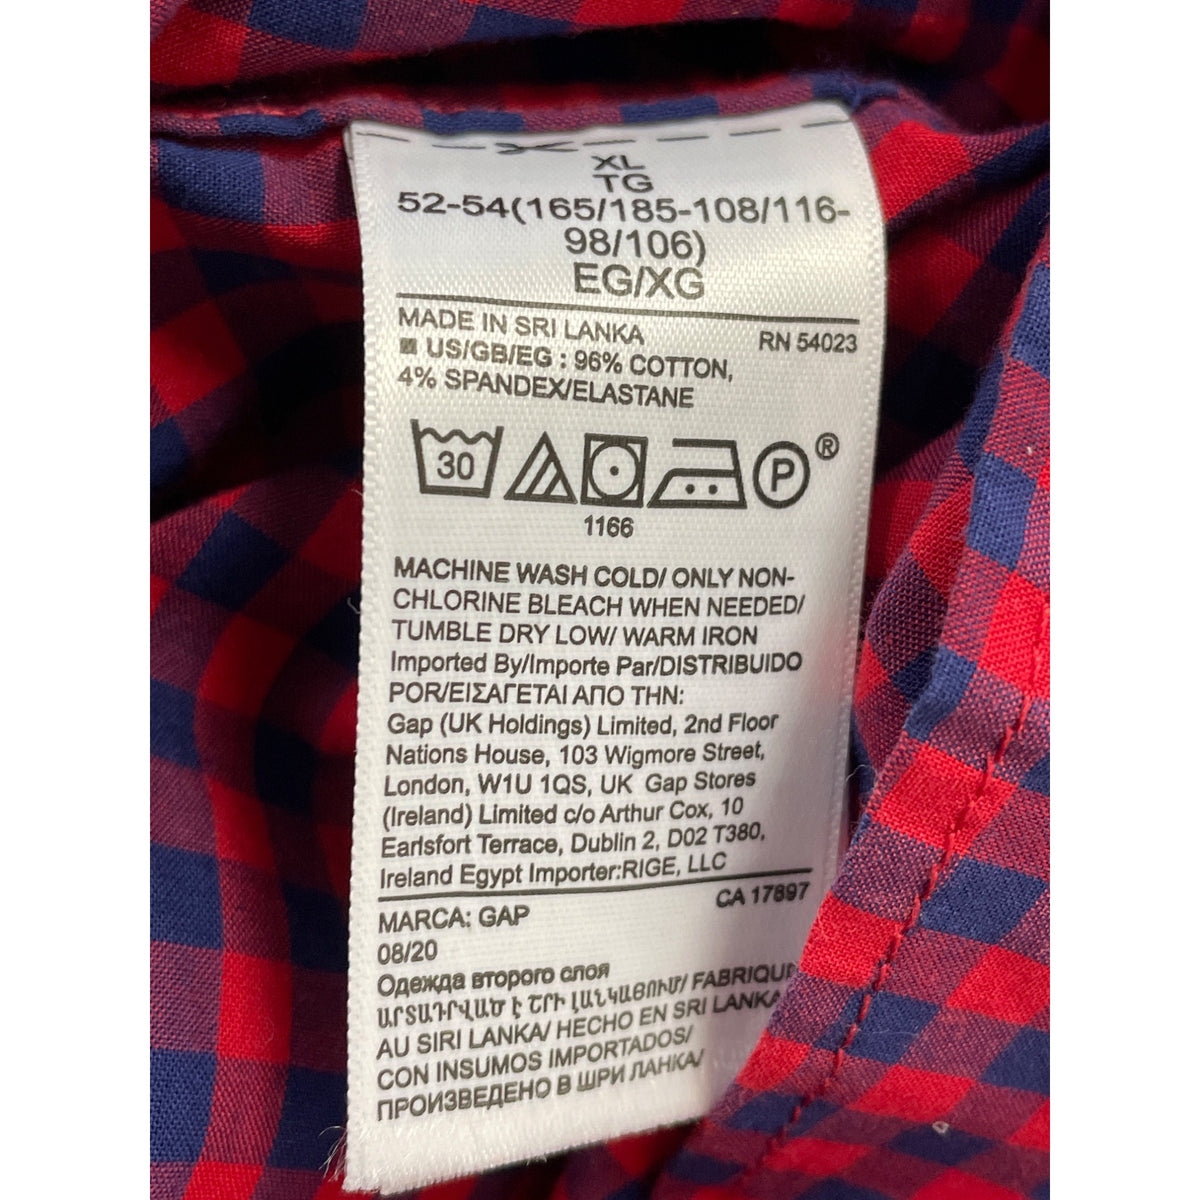 XL
TG
52-54(165/185-108/116-
98/106)
EG/XG
MADE IN SRI LANKA RN 54023
US/GB/EG : 96% COTTON,
4% SPANDEX/ELASTANE
30 P ®
1166
MACHINE WASH COLD/ ONLY NON-
CHLORINE BLEACH WHEN NEEDED/
TUMBLE DRY LOW/ WARM IRON
Imported By/Importe Par/DISTRIBUIDO
POR/ΕΙΣΑΓΕΤΑΙ ΑΠΟ ΤΗΝ:
Gap (UK Holdings) Limited, 2nd Floor
Nations House, 103 Wigmore Street,
London, W1U 1QS, UK Gap Stores
(Ireland) Limited c/o Arthur Cox, 10
Earlsfort Terrace, Dublin 2, D02 T380,
Ireland Egypt Importer:RIGE, LLC
CA 17897
MARCA: GAP
08/20
Одежда второго слоя
ԱՐՏԱԴՐՎԱԾ Է ՇՐԻ ԼԱՆԿԱՅՈՒՄ/ FABRIQU
AU SIRI LANKA/ HECHO EN SRI LANKA
CON INSUMOS IMPORTADOS/
ПРОИЗВЕДЕНО В ШРИ ЛАНКА/